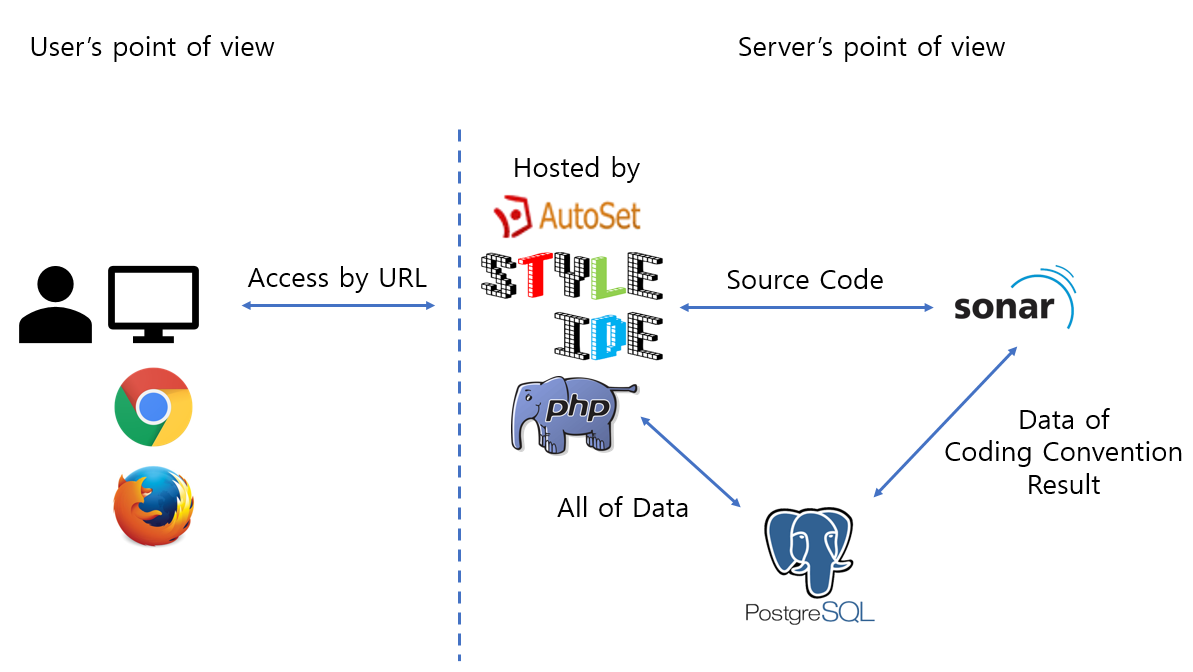 User's point of view
Server's point of view
Hosted by
AutoSet
STYLE
IDE
php
Access by URL
Source Code
sonar
Data of
Coding Convention
Result
All of Data
PostgreSQL